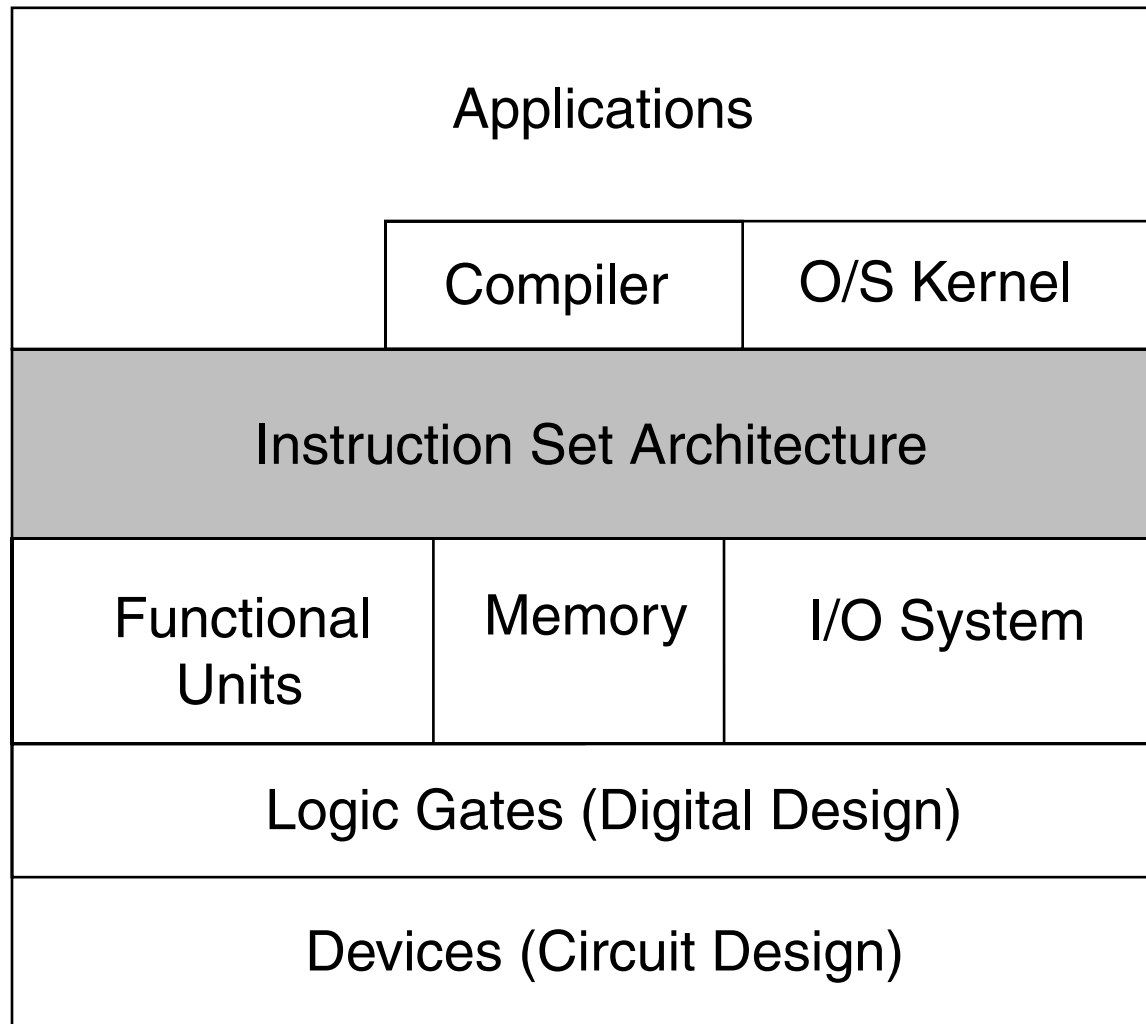 Applications
Compiler
O/S Kernel
Instruction Set Architecture
Functional
Units
Memory
I/O System
Logic Gates (Digital Design)
Devices (Circuit Design)